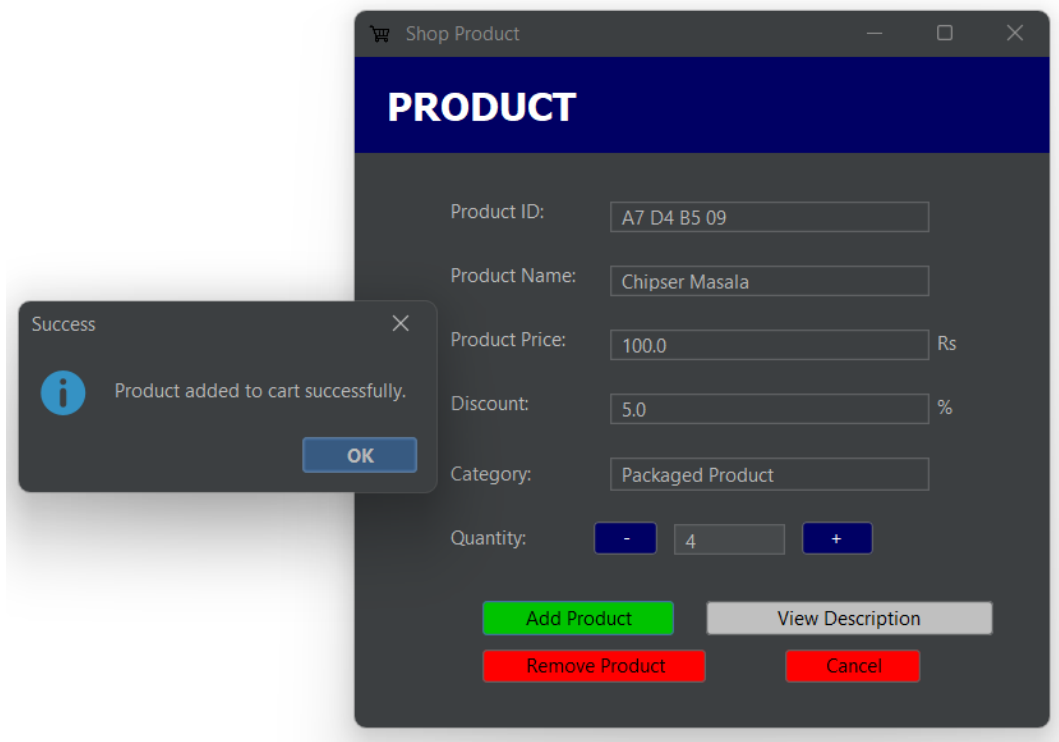 Shop Product
PRODUCT
Product ID: A7 D4 B5 09
Product Name: Chipser Masala
Product Price: 100.0 Rs
Discount: 5.0 %
Category: Packaged Product
Quantity: - 4 +
Add Product View Description
Remove Product Cancel
Success
Product added to cart successfully.
OK